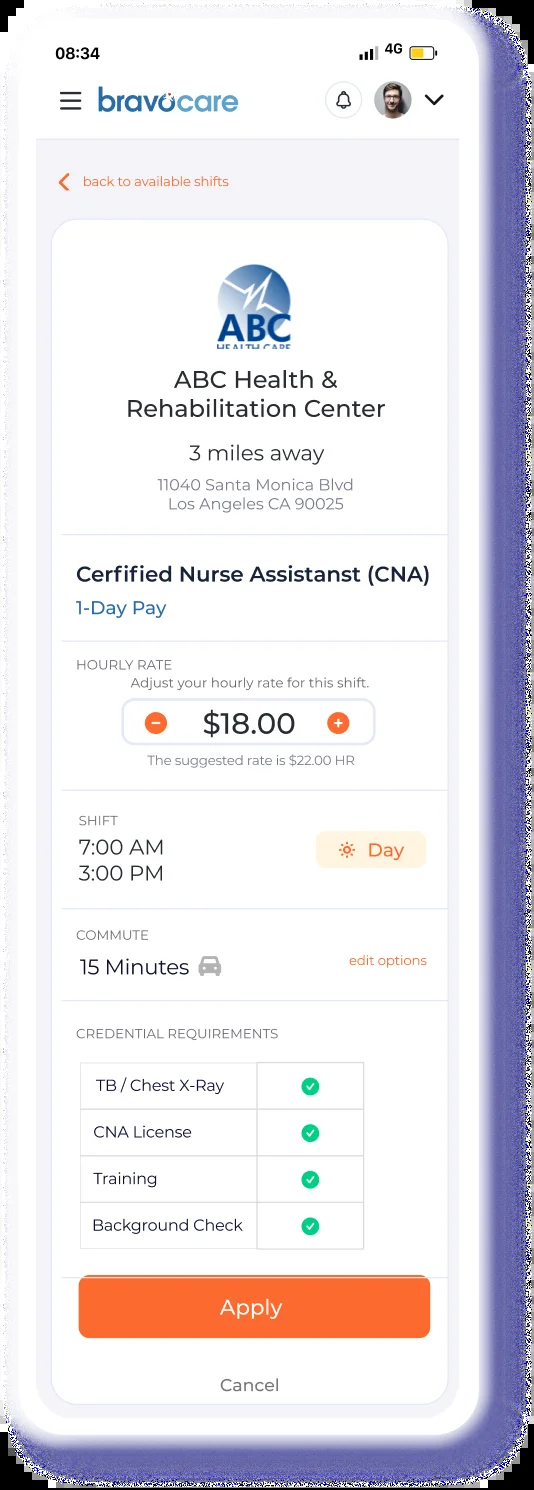 08:34
4G
bravocare
back to available shifts
ABC
HEALTH CARE
ABC Health &
Rehabilitation Center
3 miles away
11040 Santa Monica Blvd
Los Angeles CA 90025
Cerfified Nurse Assistanst (CNA)
1-Day Pay
HOURLY RATE
Adjust your hourly rate for this shift.
$18.00
The suggested rate is $22.00 HR
SHIFT
7:00 AM
3:00 PM
Day
COMMUTE
15 Minutes
edit options
CREDENTIAL REQUIREMENTS
TB / Chest X-Ray
CNA License
Training
Background Check
Apply
Cancel